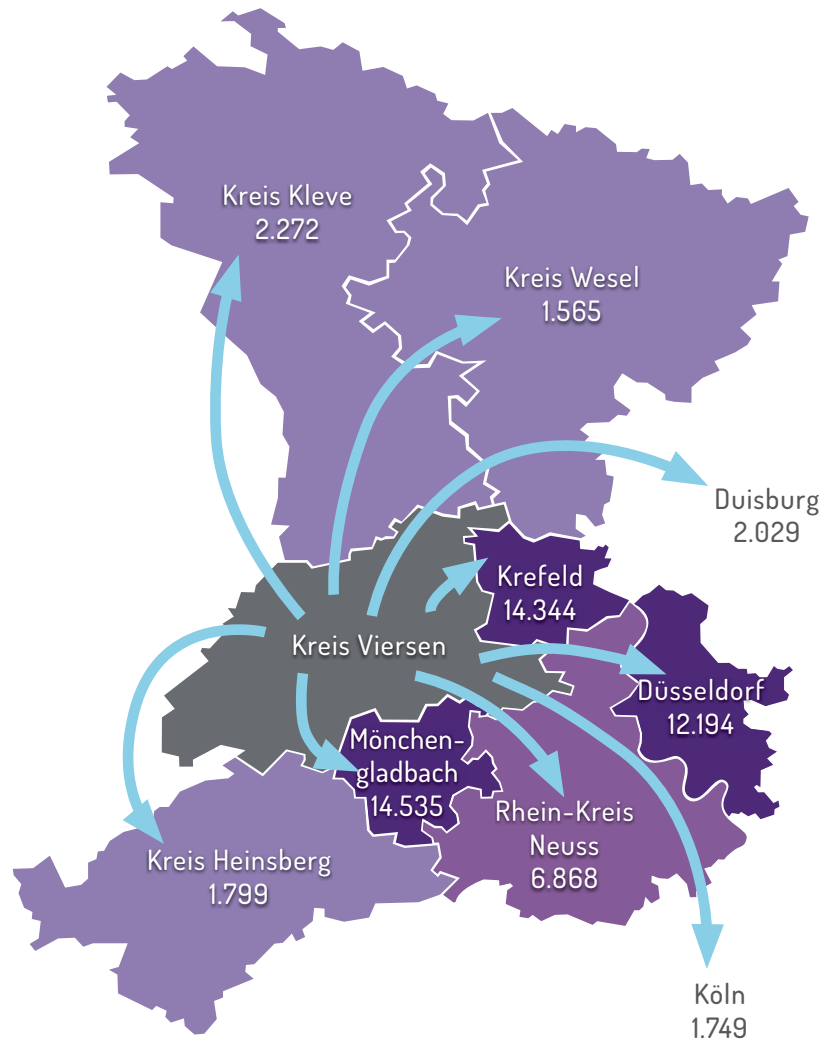 Kreis Kleve
2.272
Kreis Wesel
1.565
Duisburg
2.029
Krefeld
14.344
Kreis Viersen
Düsseldorf
12.194
Mönchen-
gladbach
14.535
Rhein-Kreis
Neuss
6.868
Kreis Heinsberg
1.799
Köln
1.749